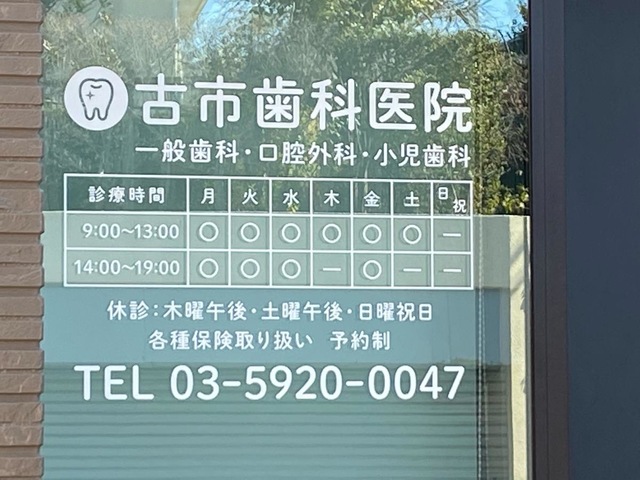 古市歯科医院
一般歯科・口腔外科・小児歯科
診療時間 月 火 水 木 金 土 日祝
9:00~13:00 ○ ○ ○ ○ ○ ○ ー
14:00~19:00 ○ ○ ○ ー ○ ー ー
休診:木曜午後・土曜午後・日曜祝日
各種保険取り扱い 予約制
TEL 03-5920-0047